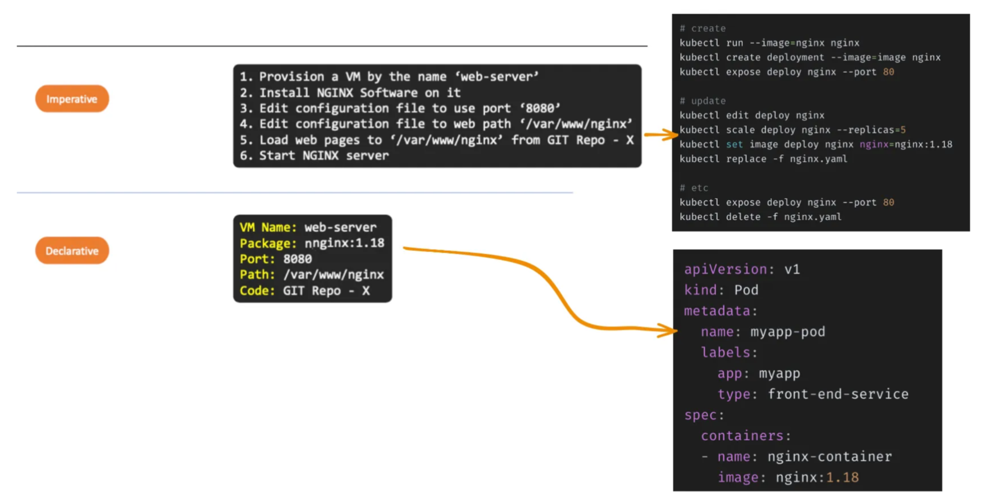 Imperative
1. Provision a VM by the name ‘web-server’
2. Install NGINX Software on it
3. Edit configuration file to use port ‘8080’
4. Edit configuration file to web path ‘/var/www/nginx’
5. Load web pages to ‘/var/www/nginx’ from GIT Repo - X
6. Start NGINX server
# create
kubectl run --image=nginx nginx
kubectl create deployment --image=image nginx
kubectl expose deploy nginx --port 80
# update
kubectl edit deploy nginx
kubectl scale deploy nginx --replicas=5
kubectl set image deploy nginx nginx=nginx:1.18
kubectl replace -f nginx.yaml
# etc
kubectl expose deploy nginx --port 80
kubectl delete -f nginx.yaml
Declarative
VM Name: web-server
Package: nnginx:1.18
Port: 8080
Path: /var/www/nginx
Code: GIT Repo - X
apiVersion: v1
kind: Pod
metadata:
  name: myapp-pod
  labels:
    app: myapp
    type: front-end-service
spec:
  containers:
  - name: nginx-container
    image: nginx:1.18